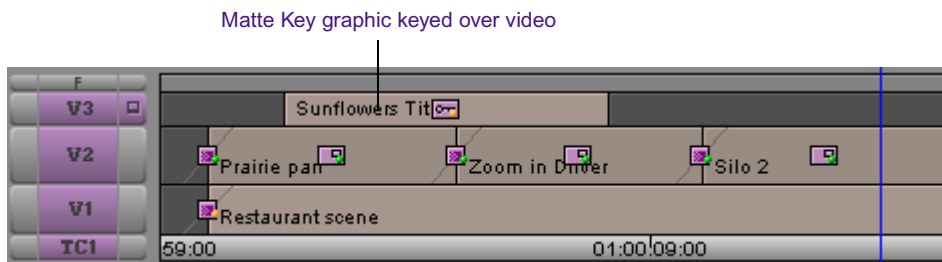 Matte Key graphic keyed over video
F
V3 Sunflowers Tit
V2 Prairie pan Zoom in Driver Silo 2
V1 Restaurant scene
TC1 59:00 01:00:09:00